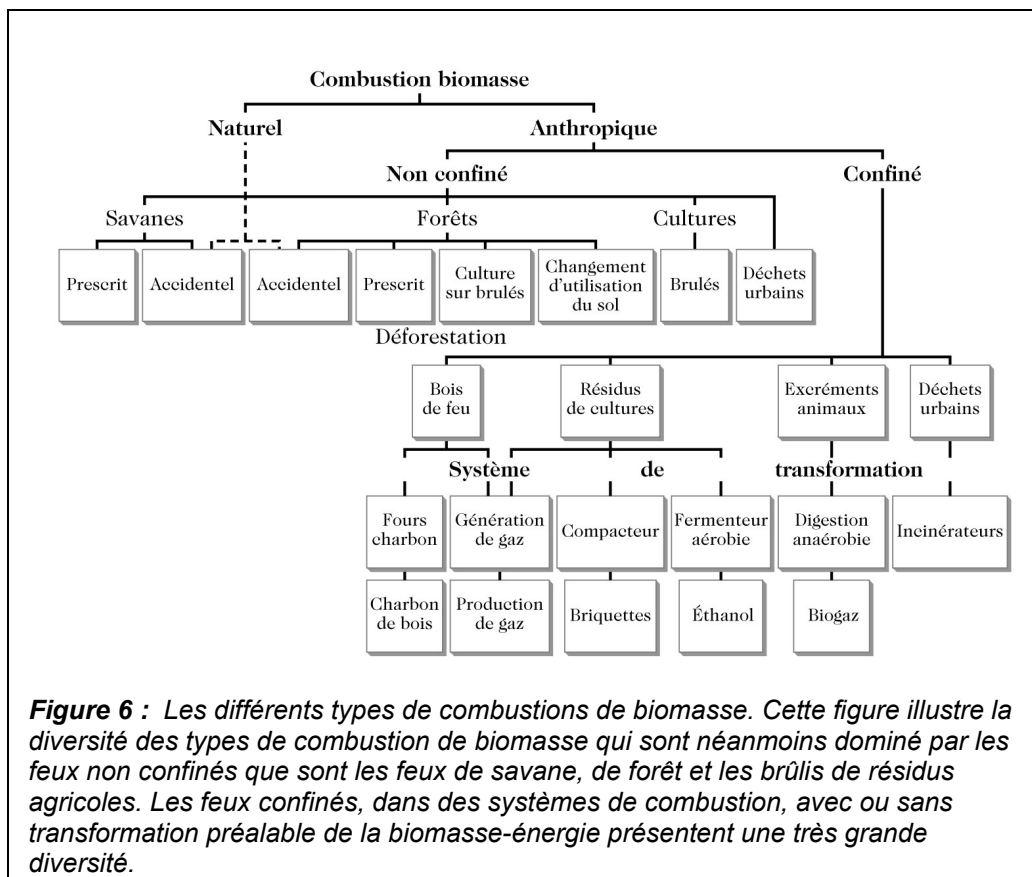 Combustion biomasse
Naturel
Anthropique
Non confiné
Confiné
Savanes
Forêts
Cultures
Prescrit
Accidentel
Accidentel
Prescrit
Culture
sur brulés
Changement
d'utilisation
du sol
Brulés
Déchets
urbains
Déforestation
Bois
de feu
Résidus
de cultures
Excréments
animaux
Déchets
urbains
Système de transformation
Fours
charbon
Génération
de gaz
Compacteur
Fermenteur
aérobie
Digestion
anaérobie
Incinérateurs
Charbon
de bois
Production
de gaz
Briquettes
Éthanol
Biogaz
Figure 6 : Les différents types de combustions de biomasse. Cette figure illustre la
diversité des types de combustion de biomasse qui sont néanmoins dominé par les
feux non confinés que sont les feux de savane, de forêt et les brûlis de résidus
agricoles. Les feux confinés, dans des systèmes de combustion, avec ou sans
transformation préalable de la biomasse-énergie présentent une très grande
diversité.